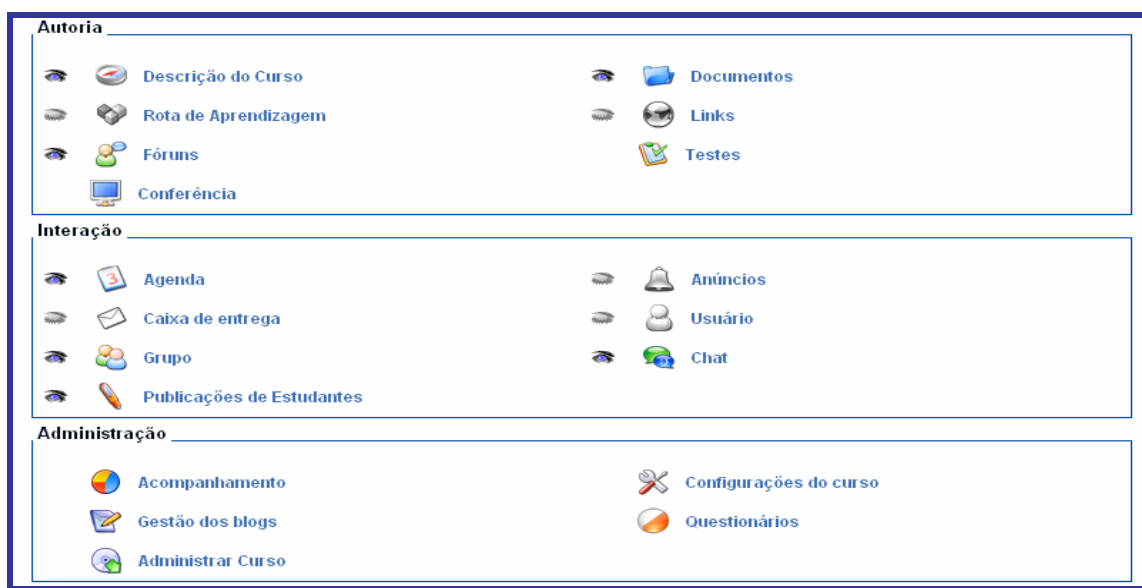 Autoria
Descrição do Curso
Documentos
Rota de Aprendizagem
Links
Fóruns
Testes
Conferência
Interação
3
Agenda
Anúncios
Caixa de entrega
Usuário
Grupo
Chat
Publicações de Estudantes
Administração
Acompanhamento
Configurações do curso
Gestão dos blogs
Questionários
Administrar Curso